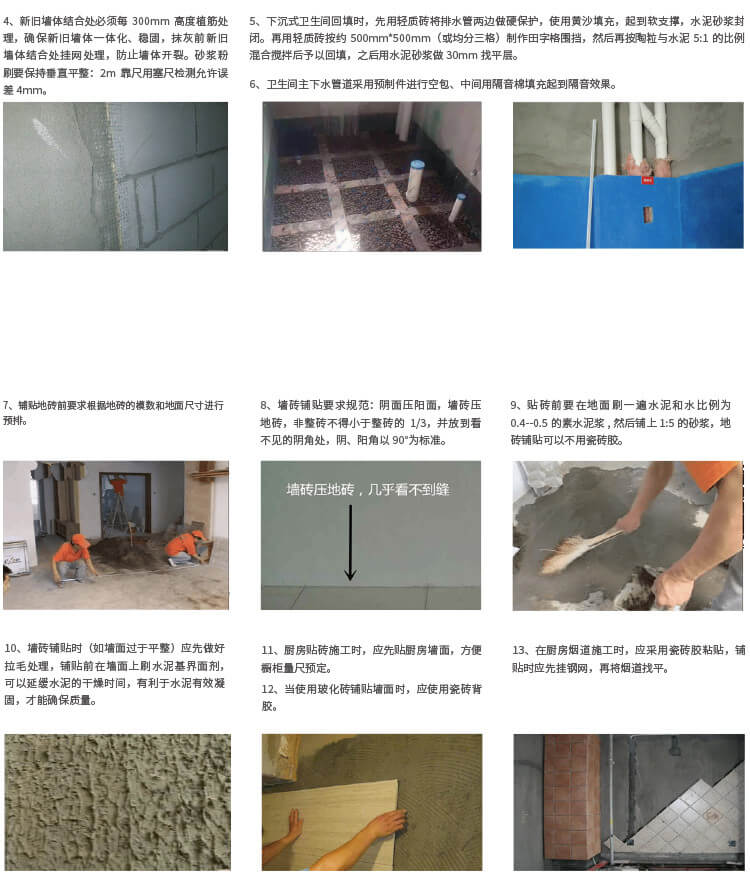 4、新旧墙体结合处必须每 300mm 高度植筋处
理，确保新旧墙体一体化、稳固，抹灰前新旧
墙体结合处挂网处理，防止墙体开裂。砂浆粉
刷要保持垂直平整：2m 靠尺用塞尺检测允许误
差 4mm。
5、下沉式卫生间回填时，先用轻质砖将排水管两边做硬保护，使用黄沙填充，起到软支撑，水泥砂浆封
闭。再用轻质砖按约 500mm*500mm（或均分三格）制作田字格围挡，然后再按陶粒与水泥 5:1 的比例
混合搅拌后予以回填，之后用水泥砂浆做 30mm 找平层。
6、卫生间主下水管道采用预制件进行空包、中间用隔音棉填充起到隔音效果。
7、铺贴地砖前要求根据地砖的模数和地面尺寸进行
预排。
8、墙砖铺贴要求规范：阴面压阳面，墙砖压
地砖，非整砖不得小于整砖的 1/3，并放到看
不见的阴角处，阴、阳角以 90°为标准。
9、贴砖前要在地面刷一遍水泥和水比例为
0.4--0.5 的素水泥浆 , 然后铺上 1:5 的砂浆，地
砖铺贴可以不用瓷砖胶。
墙砖压地砖，几乎看不到缝
10、墙砖铺贴时（如墙面过于平整）应先做好
拉毛处理，铺贴前在墙面上刷水泥基界面剂，
可以延缓水泥的干燥时间，有利于水泥有效凝
固，才能确保质量。
11、厨房贴砖施工时，应先贴厨房墙面，方便
橱柜量尺预定。
12、当使用玻化砖铺贴墙面时，应使用瓷砖背
胶。
13、在厨房烟道施工时，应采用瓷砖胶粘贴，铺
贴时应先挂钢网，再将烟道找平。